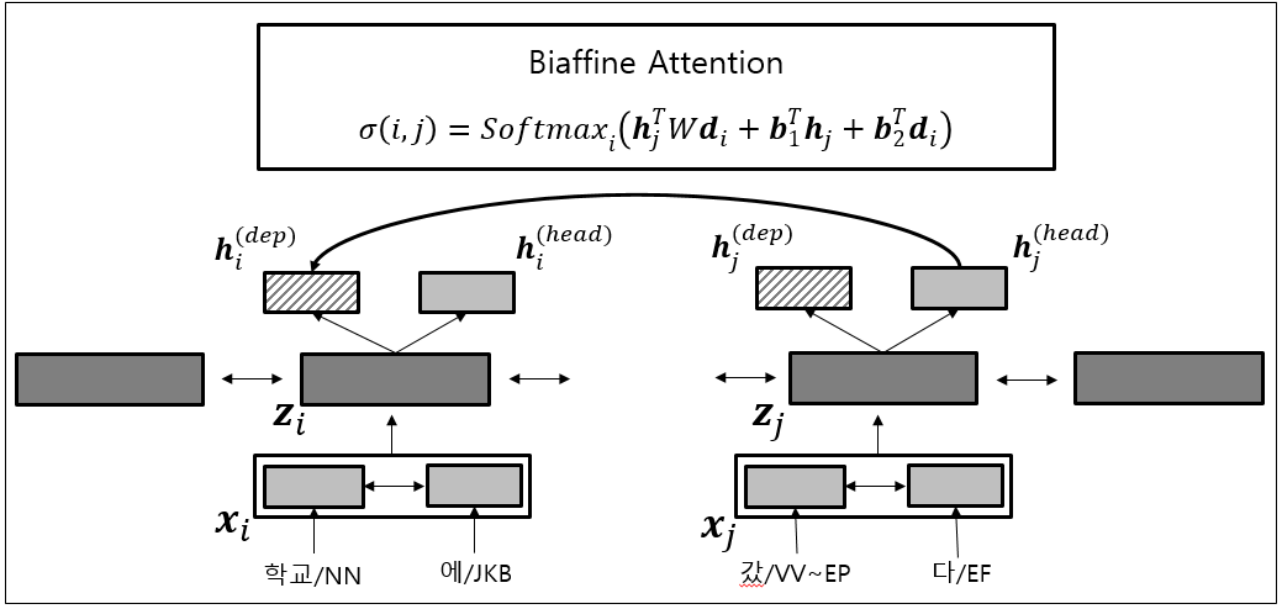 Biaffine Attention
σ(i, j) = Softmax_i(h_j^T W d_i + b_1^T h_j + b_2^T d_i)
h_i^(dep) h_i^(head) h_j^(dep) h_j^(head)
z_i z_j
x_i x_j
학교/NN 에/JKB 갔/VV~EP 다/EF